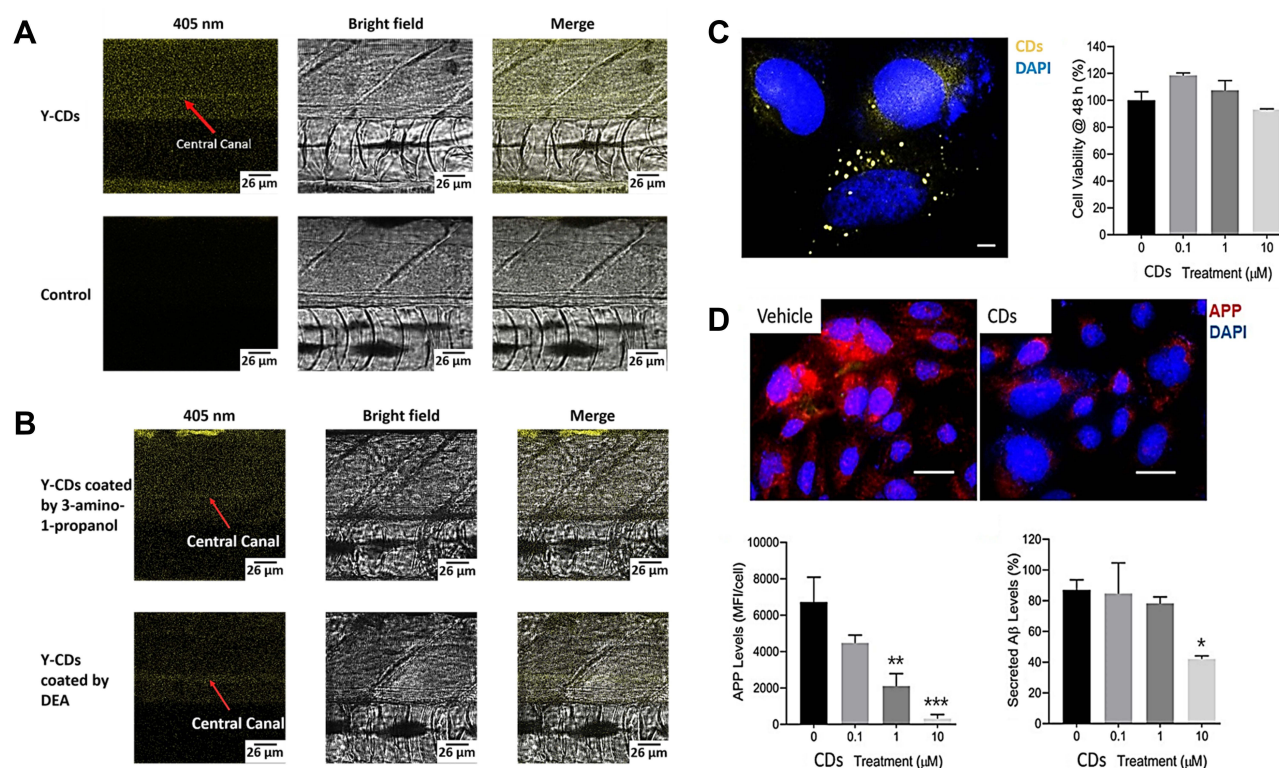 A
405 nm
Bright field
Merge
Y-CDs
Central Canal
26 µm
26 µm
26 µm
Control
26 µm
26 µm
26 µm
B
405 nm
Bright field
Merge
Y-CDs coated
by 3-amino-
1-propanol
Central Canal
26 µm
26 µm
26 µm
Y-CDs
coated by
DEA
Central Canal
26 µm
26 µm
26 µm
C
CDs
DAPI
Cell Viability @ 48 h (%)
140
120
100
80
60
40
20
0
0 0.1 1 10
CDs Treatment (µM)
D
Vehicle
CDs
APP
DAPI
APP Levels (MFI/cell)
10000
8000
6000
4000
2000
0
**
***
0 0.1 1 10
CDs Treatment (µM)
Secreted Aβ Levels (%)
120
100
80
60
40
20
0
*
0 0.1 1 10
CDs Treatment (µM)